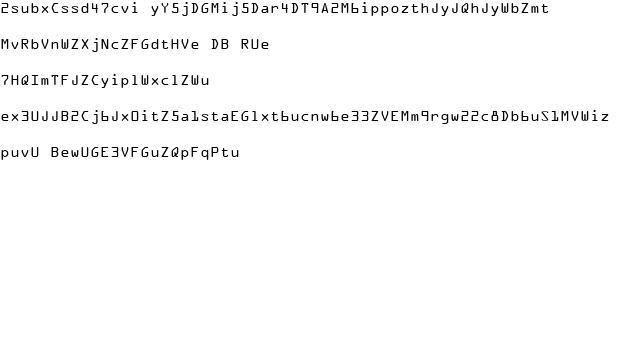 2subxCssd47cvi yY5jDGMij5Dar4DT9A2M6ippozthJyJQhJyWbZmt
MvRbVnWZXjNcZFGdtHVe DB RUe
7HQImTFJZCyiplWxclZWu
ex3UJJB2Cj6Jx0itZ5a1staEG1xt6ucnw6e33ZVEMm9rgw22c8Db6uS1MVWiz
puvU BewUGE3VFGuZQpFqPtu